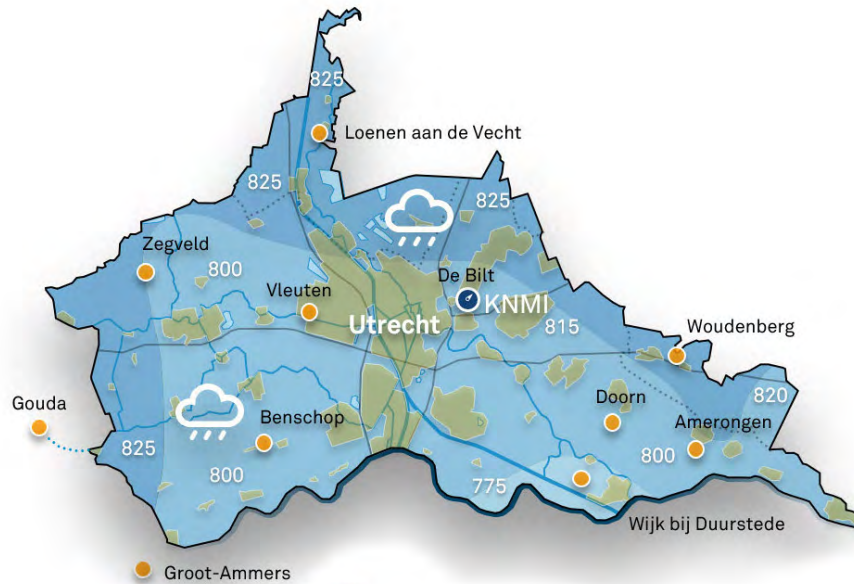 825
Loenen aan de Vecht
825
825
Zegveld
800
De Bilt
KNMI
Vleuten
Utrecht
815
Woudenberg
820
Gouda
Benschop
Doorn
Amerongen
825
800
800
775
Wijk bij Duurstede
Groot-Ammers